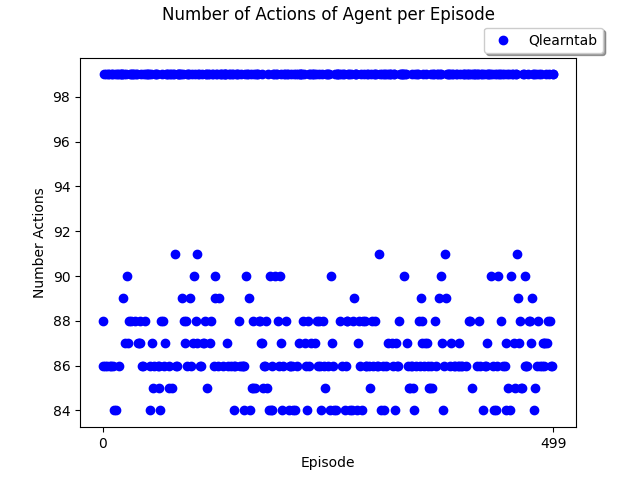 Number of Actions of Agent per Episode
Qlearntab
98
96
94
92
90
88
86
84
Number Actions
0
499
Episode